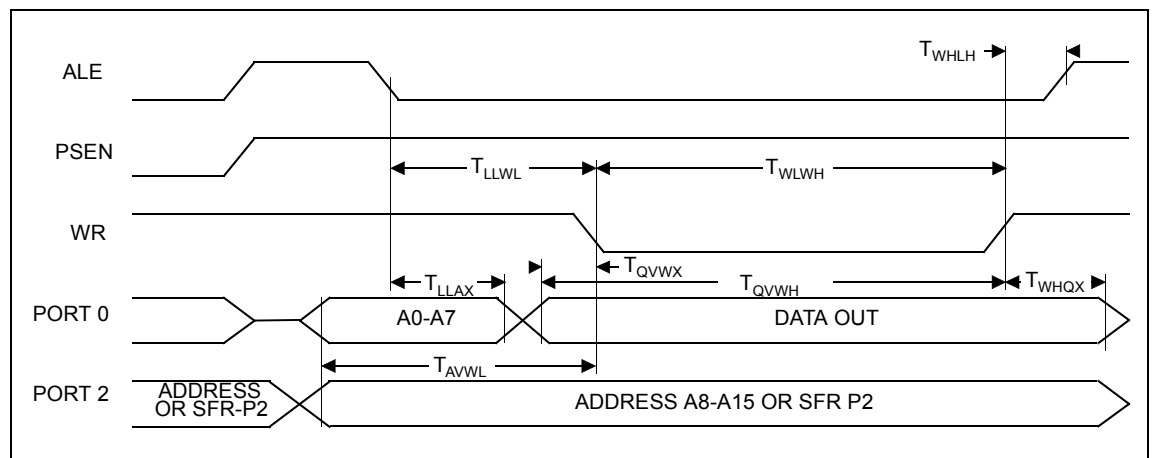 ALE
TWHLH
PSEN
TLLWL
TWLWH
WR
TLLAX
TQVWX
TQVWH
TWHQX
PORT 0
A0-A7
DATA OUT
TAVWL
PORT 2
ADDRESS
OR SFR-P2
ADDRESS A8-A15 OR SFR P2